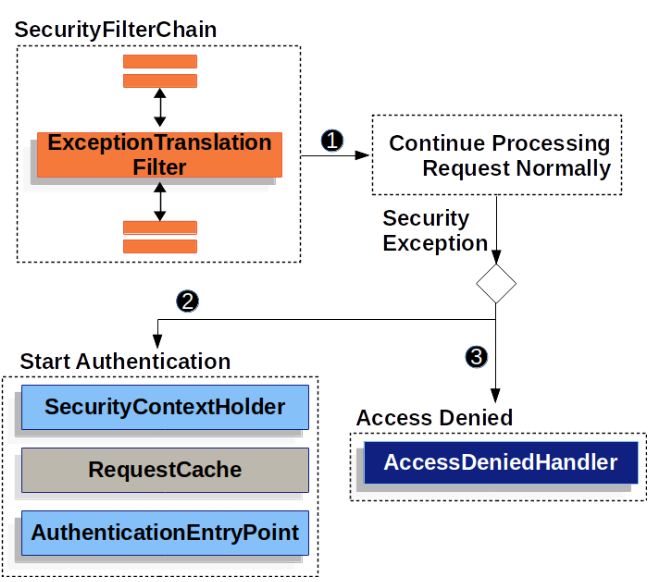 SecurityFilterChain
ExceptionTranslation
Filter
1
Continue Processing
Request Normally
Security
Exception
2
3
Start Authentication
SecurityContextHolder
RequestCache
AuthenticationEntryPoint
Access Denied
AccessDeniedHandler